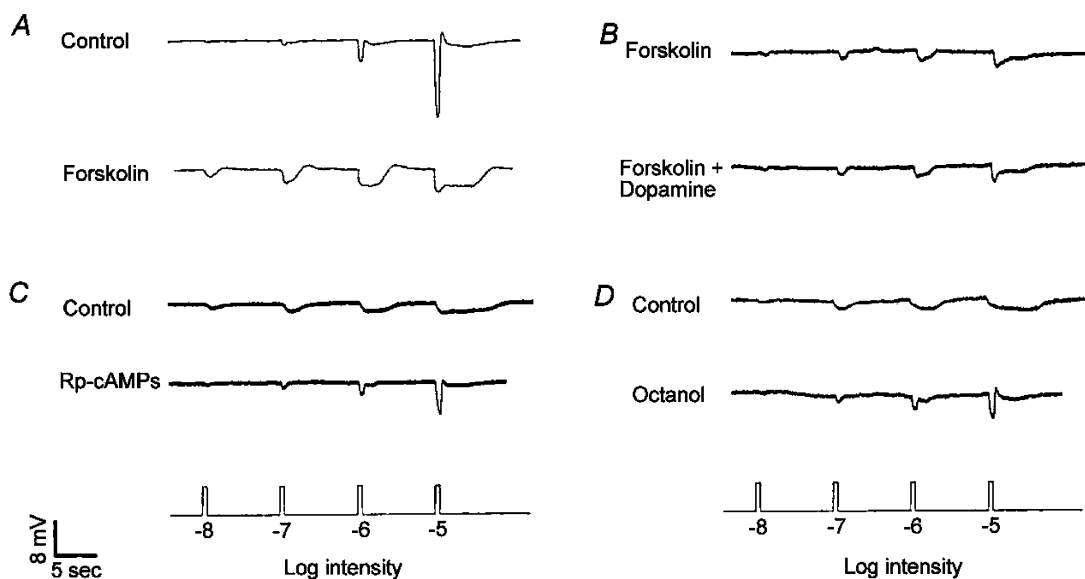 A
Control
Forskolin
B
Forskolin
Forskolin +
Dopamine
C
Control
Rp-cAMPs
D
Control
Octanol
-8 -7 -6 -5
8 mV
5 sec
Log intensity
-8 -7 -6 -5
Log intensity